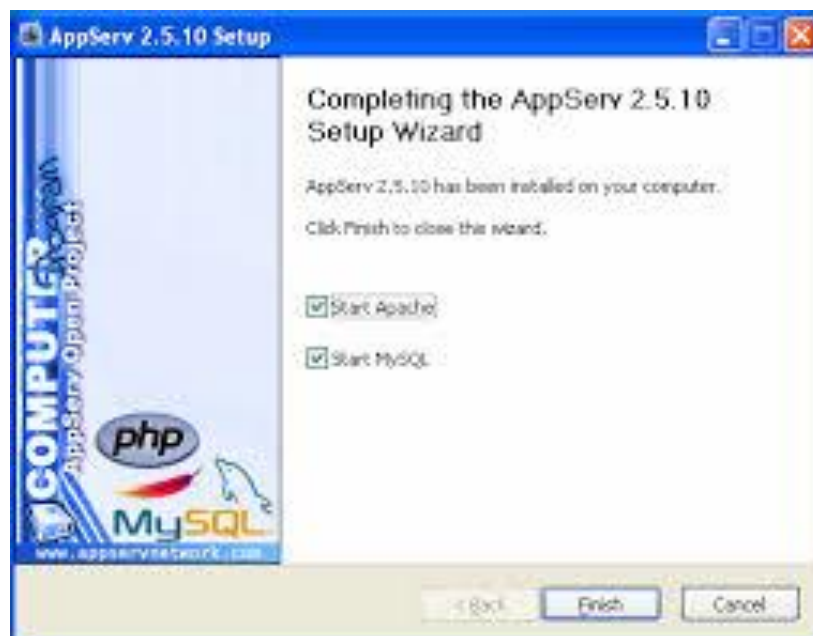 AppServ 2.5.10 Setup
Completing the AppServ 2.5.10
Setup Wizard
AppServ 2.5.10 has been installed on your computer.
Click Finish to close this wizard.
Start Apache
Start MySQL
COMPUTER
AppServ Open Project
php
MySQL
www.appservnetwork.com
< Back
Finish
Cancel